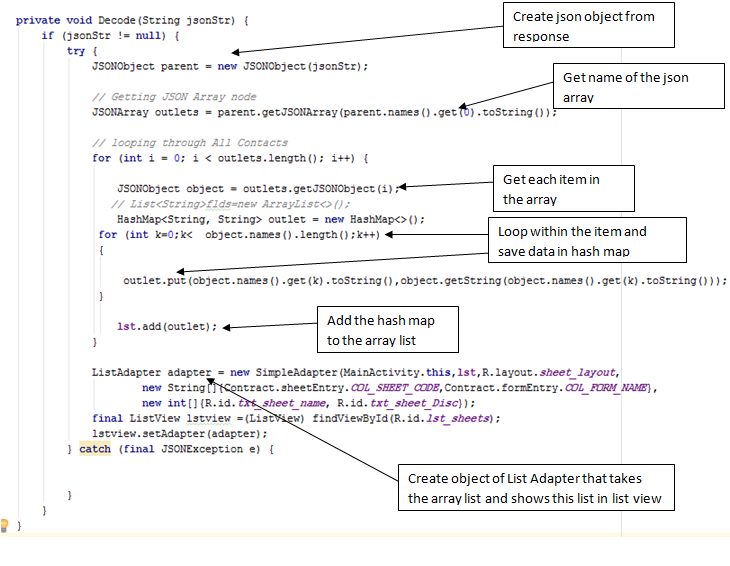 private void Decode(String jsonStr) {
if (jsonStr != null) {
try {
JSONObject parent = new JSONObject(jsonStr);
// Getting JSON Array node
JSONArray outlets = parent.getJSONArray(parent.names().get(0).toString());
// looping through All Contacts
for (int i = 0; i < outlets.length(); i++) {
JSONObject object = outlets.getJSONObject(i);
// List<String>flds=new ArrayList<>();
HashMap<String, String> outlet = new HashMap<>();
for (int k=0;k< object.names().length();k++)
{
outlet.put(object.names().get(k).toString(),object.getString(object.names().get(k).toString()));
}
lst.add(outlet);
}
ListAdapter adapter = new SimpleAdapter(MainActivity.this,lst,R.layout.sheet_layout,
new String[]{Contract.sheetEntry.COL_SHEET_CODE,Contract.formEntry.COL_FORM_NAME},
new int[]{R.id.txt_sheet_name, R.id.txt_sheet_Disc});
final ListView lstview =(ListView) findViewById(R.id.lst_sheets);
lstview.setAdapter(adapter);
} catch (final JSONException e) {
}
}
}
Create json object from
response
Get name of the json
array
Get each item in
the array
Loop within the item and
save data in hash map
Add the hash map
to the array list
Create object of List Adapter that takes
the array list and shows this list in list view